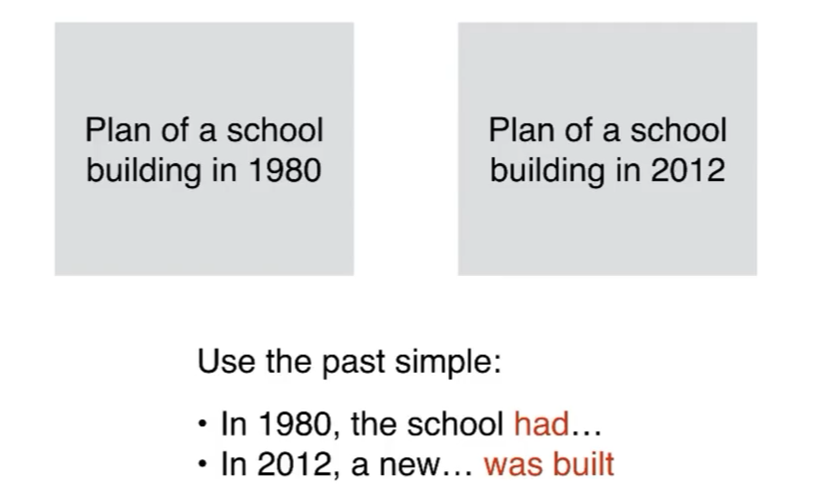 Plan of a school
building in 1980
Plan of a school
building in 2012
Use the past simple:
• In 1980, the school had…
• In 2012, a new… was built